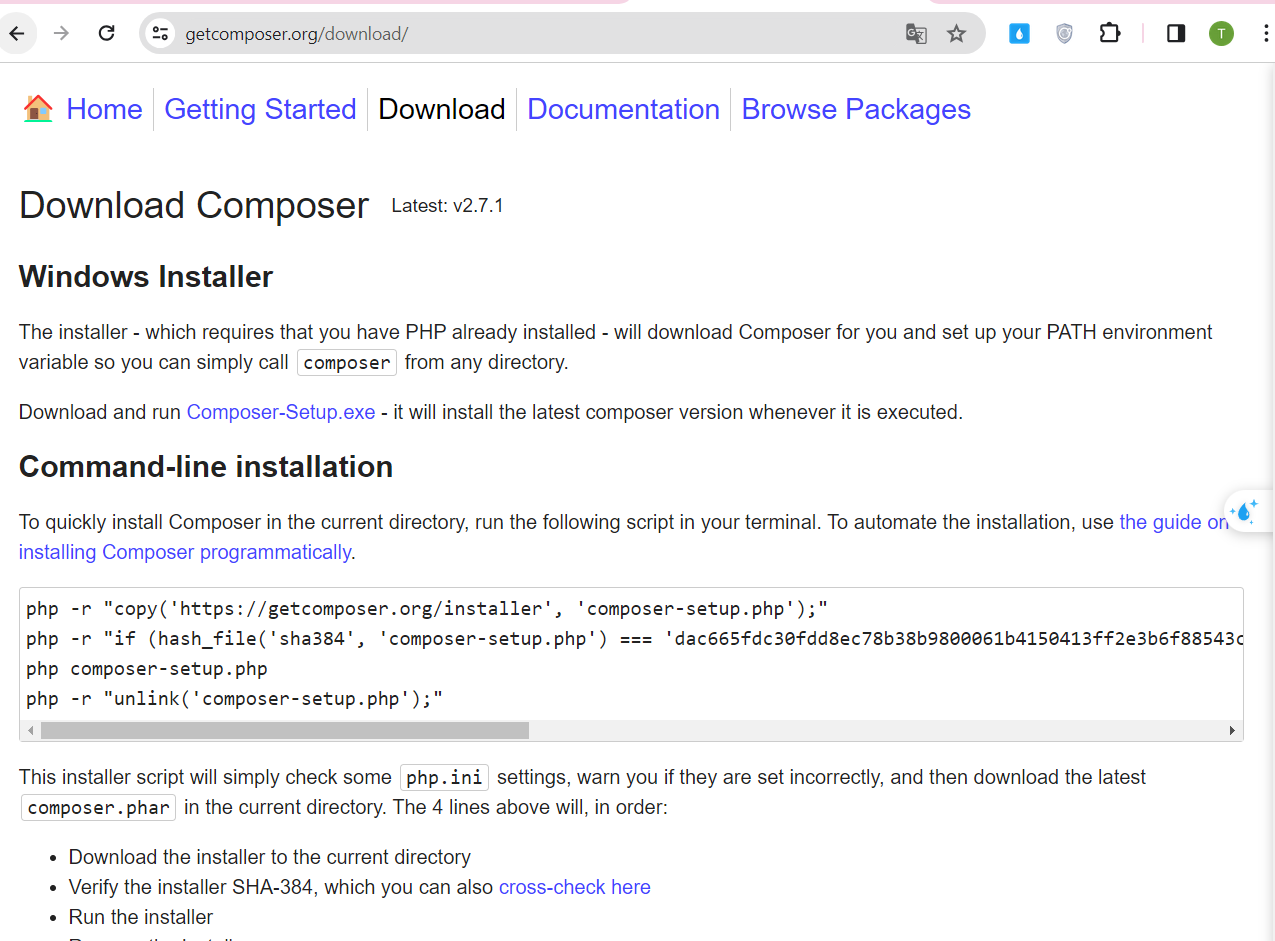 getcomposer.org/download/
T
Home Getting Started Download Documentation Browse Packages
Download Composer Latest: v2.7.1
Windows Installer
The installer - which requires that you have PHP already installed - will download Composer for you and set up your PATH environment
variable so you can simply call composer from any directory.
Download and run Composer-Setup.exe - it will install the latest composer version whenever it is executed.
Command-line installation
To quickly install Composer in the current directory, run the following script in your terminal. To automate the installation, use the guide on
installing Composer programmatically.
php -r "copy('https://getcomposer.org/installer', 'composer-setup.php');"
php -r "if (hash_file('sha384', 'composer-setup.php') === 'dac665fdc30fdd8ec78b38b9800061b4150413ff2e3b6f88543c
php composer-setup.php
php -r "unlink('composer-setup.php');"
This installer script will simply check some php.ini settings, warn you if they are set incorrectly, and then download the latest
composer.phar in the current directory. The 4 lines above will, in order:
• Download the installer to the current directory
• Verify the installer SHA-384, which you can also cross-check here
• Run the installer